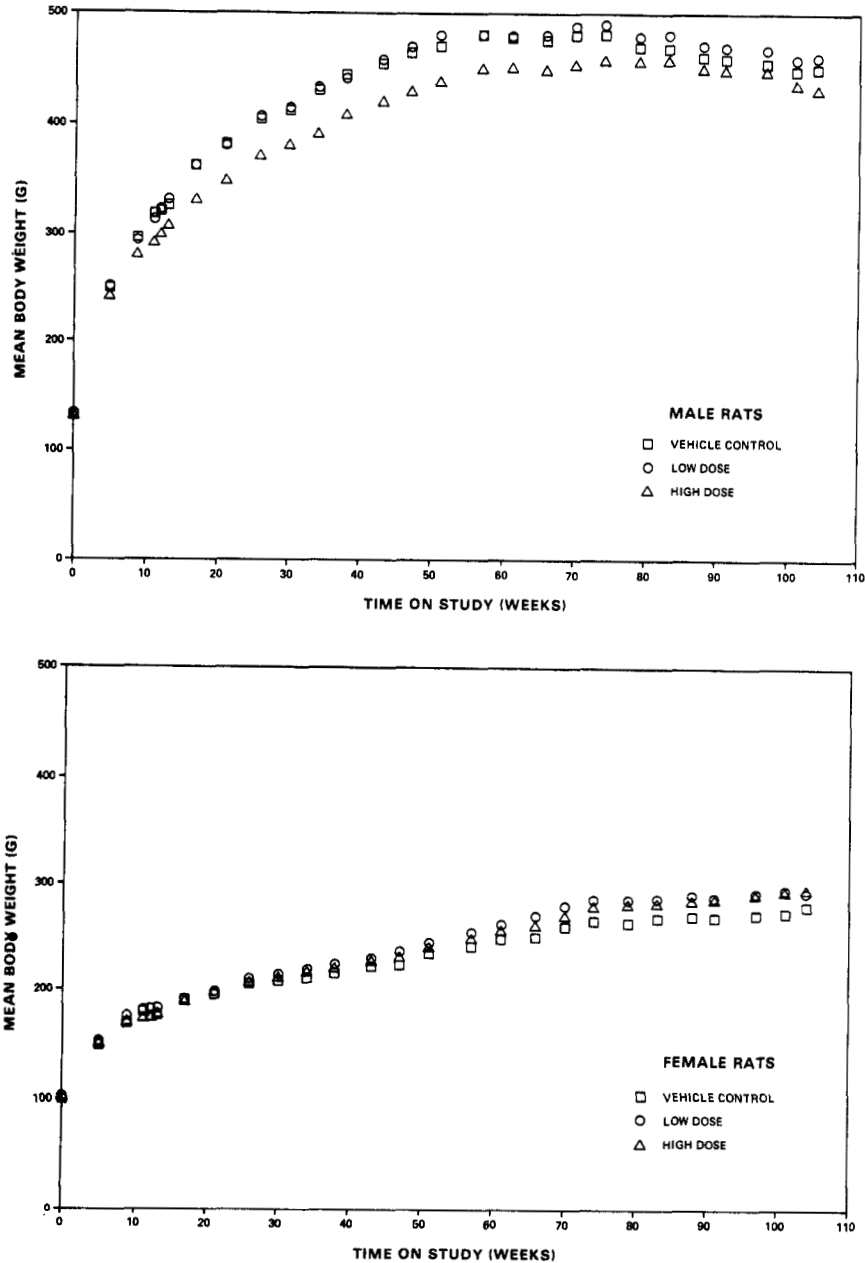 500
400
300
200
100
0
MEAN BODY WEIGHT (G)
MALE RATS
VEHICLE CONTROL
LOW DOSE
HIGH DOSE
0 10 20 30 40 50 60 70 80 90 100 110
TIME ON STUDY (WEEKS)
500
400
300
200
100
0
MEAN BODY WEIGHT (G)
FEMALE RATS
VEHICLE CONTROL
LOW DOSE
HIGH DOSE
0 10 20 30 40 50 60 70 80 90 100 110
TIME ON STUDY (WEEKS)